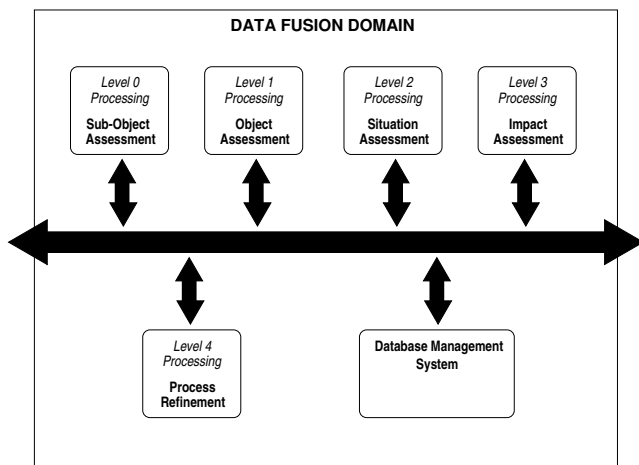 DATA FUSION DOMAIN
Level 0
Processing
Sub-Object
Assessment
Level 1
Processing
Object
Assessment
Level 2
Processing
Situation
Assessment
Level 3
Processing
Impact
Assessment
Level 4
Processing
Process
Refinement
Database Management
System